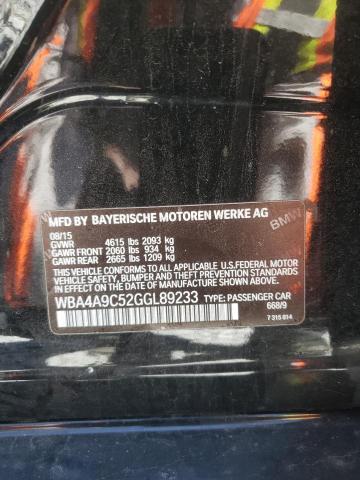 MFD BY BAYERISCHE MOTOREN WERKE AG
08/15
GVWR 4615 lbs 2093 kg
GAWR FRONT 2060 lbs 934 kg
GAWR REAR 2665 lbs 1209 kg
BMW
THIS VEHICLE CONFORMS TO ALL APPLICABLE
U.S.FEDERAL MOTOR
VEHICLE SAFETY, BUMPER, AND THEFT PREVENTION
STANDARDS IN EFFECT ON THE DATE OF
MANUFACTURE SHOWN ABOVE.
WBA4A9C52GGL89233 TYPE: PASSENGER CAR
668/9
7 315 814